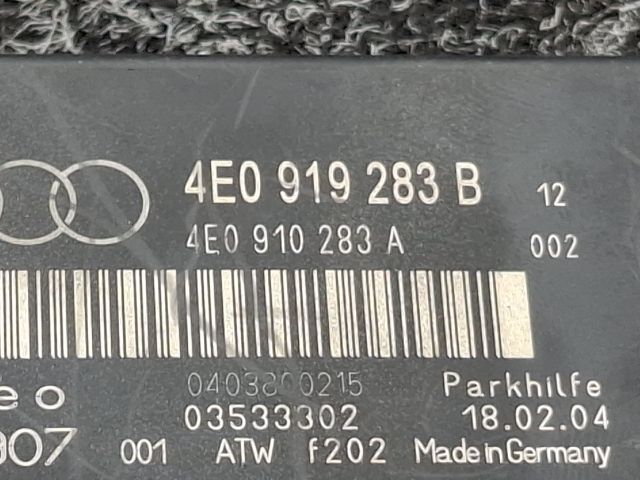 4E0 919 283 B 12
4E0 910 283 A 002
0403800215 Parkhilfe
eo 03533302 18.02.04
907 001 ATW f202 Made in Germany